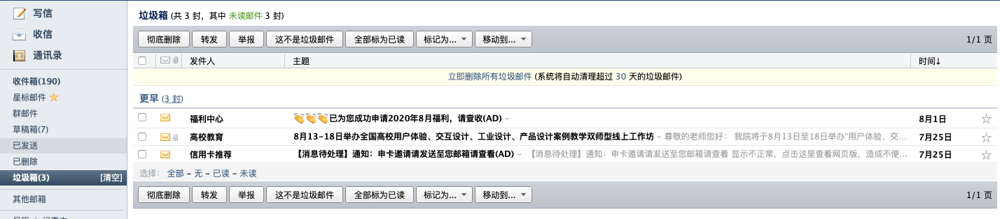 写信
收信
通讯录
收件箱(190)
星标邮件
群邮件
草稿箱(7)
已发送
已删除
垃圾箱(3) [清空]
其他邮箱
垃圾箱 (共 3 封，其中 未读邮件 3 封)
彻底删除 转发 举报 这不是垃圾邮件 全部标为已读 标记为... 移动到... 1/1 页
发件人 主题 时间↓
立即删除所有垃圾邮件 (系统将自动清理超过 30 天的垃圾邮件)
更早 (3 封)
福利中心 👏👏👏已为您成功申请2020年8月福利，请查收(AD) – 8月1日
高校教育 8月13-18日举办全国高校用户体验、交互设计、工业设计、产品设计案例教学双师型线上工作坊 – 尊敬的老师您好： 我院将于8月13日至18日举办“用户体验、交... 7月25日
信用卡推荐 【消息待处理】通知：申卡邀请请发送至您邮箱请查看(AD) – 【消息待处理】通知：申卡邀请请发送至您邮箱请查看 显示不正常，点击这里查看网页版，造成不便... 7月25日
选择： 全部 – 无 – 已读 – 未读
彻底删除 转发 举报 这不是垃圾邮件 全部标为已读 标记为... 移动到... 1/1 页